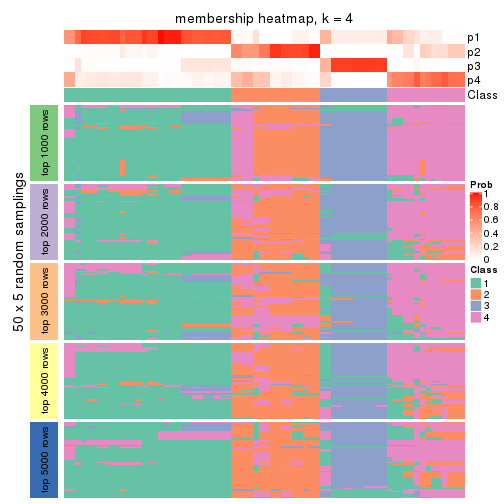 membership heatmap, k = 4
p1
p2
p3
p4
Class
50 x 5 random samplings
top 1000 rows
top 2000 rows
top 3000 rows
top 4000 rows
top 5000 rows
Prob
1
0.8
0.6
0.4
0.2
0
Class
1
2
3
4